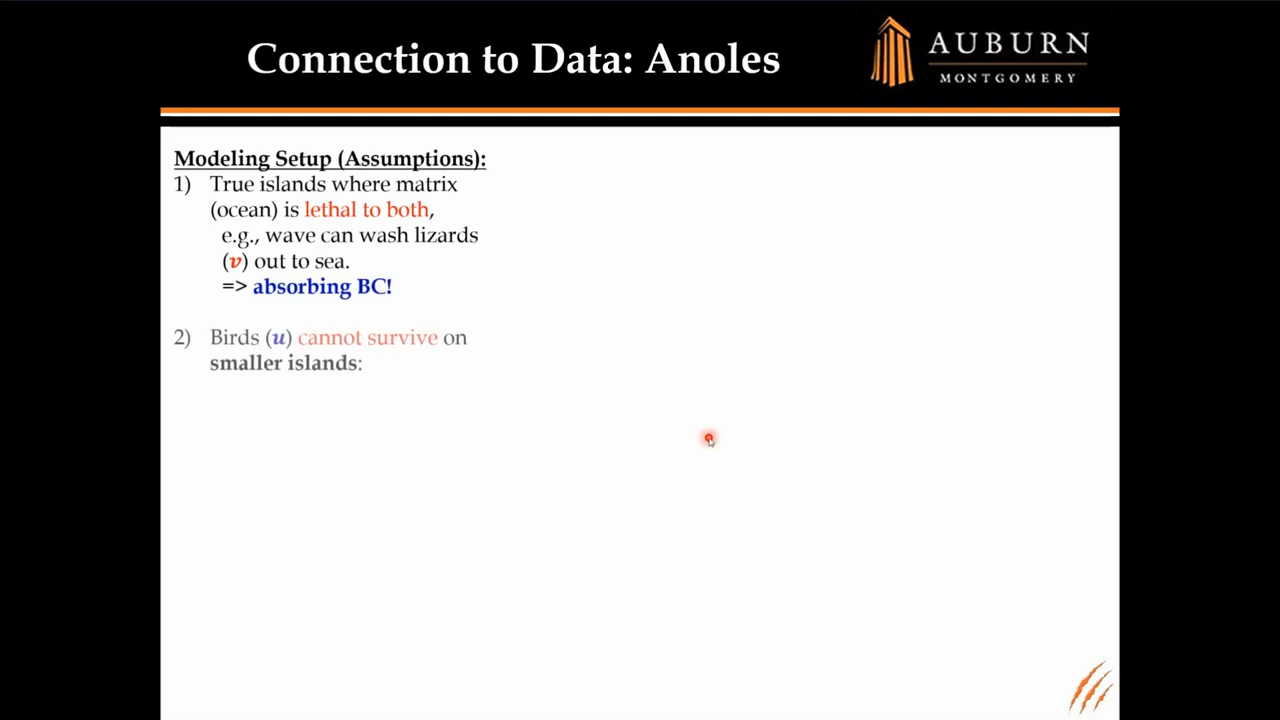 Connection to Data: Anoles
AUBURN
MONTGOMERY
Modeling Setup (Assumptions):
1) True islands where matrix
(ocean) is lethal to both,
e.g., wave can wash lizards
(v) out to sea.
=> absorbing BC!
2) Birds (u) cannot survive on
smaller islands: